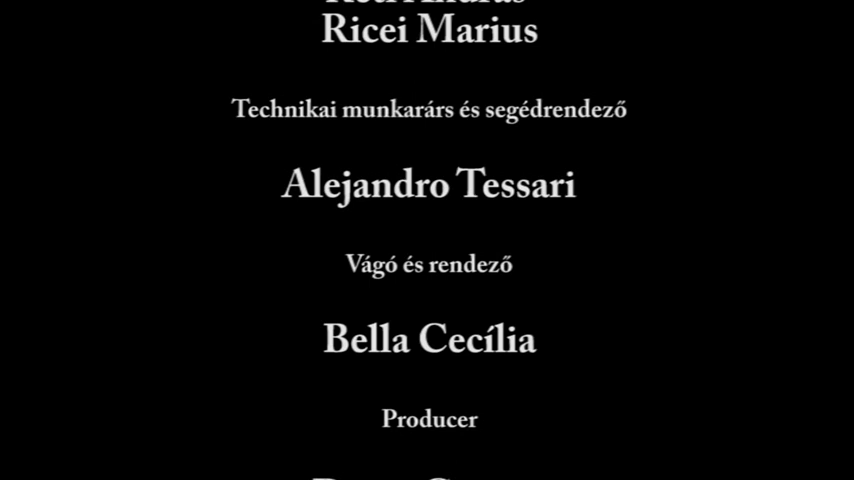 Ricei Marius
Technikai munkarárs és segédrendező
Alejandro Tessari
Vágó és rendező
Bella Cecília
Producer